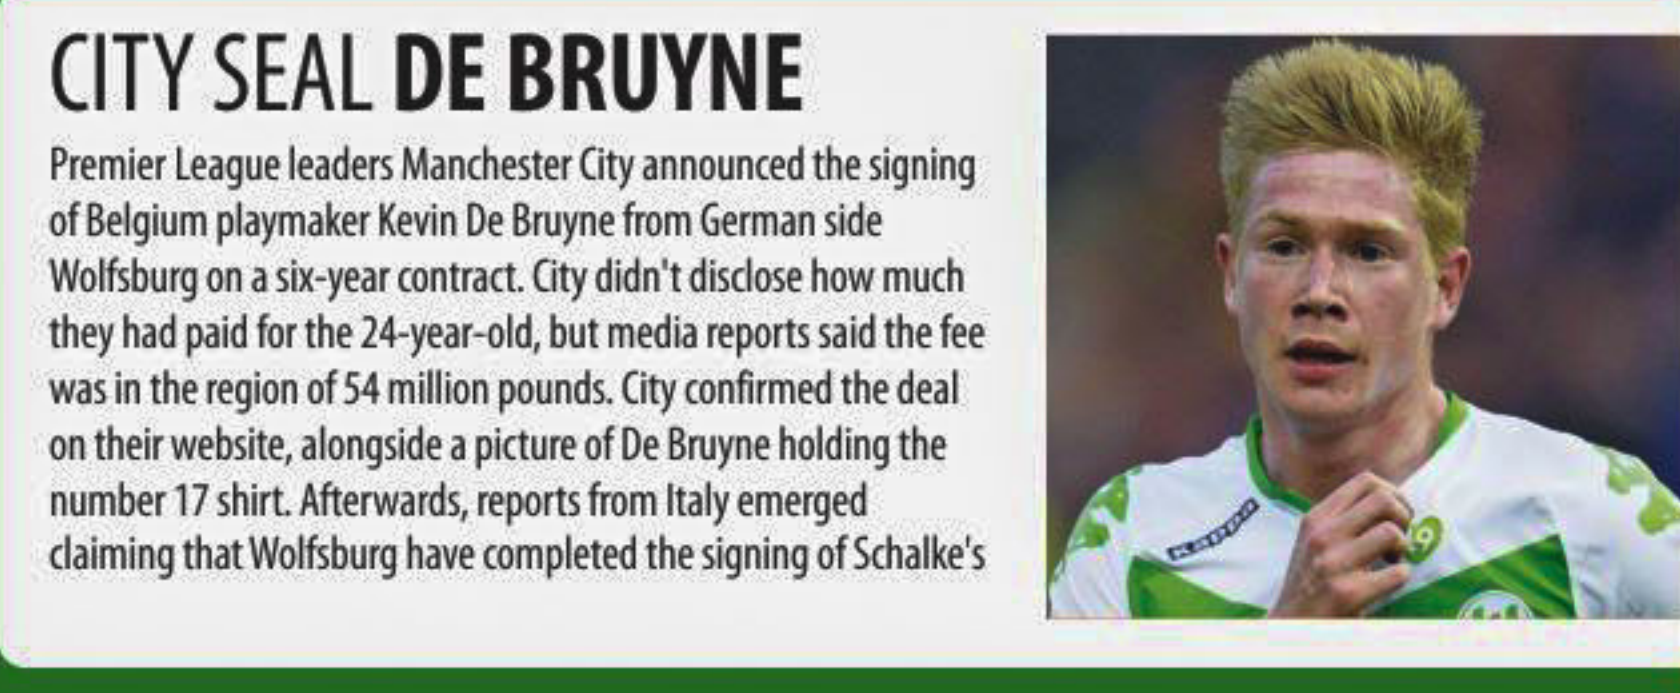 CITY SEAL DE BRUYNE
Premier League leaders Manchester City announced the signing
of Belgium playmaker Kevin De Bruyne from German side
Wolfsburg on a six-year contract. City didn't disclose how much
they had paid for the 24-year-old, but media reports said the fee
was in the region of 54 million pounds. City confirmed the deal
on their website, alongside a picture of De Bruyne holding the
number 17 shirt. Afterwards, reports from Italy emerged
claiming that Wolfsburg have completed the signing of Schalke's
Kappa
19